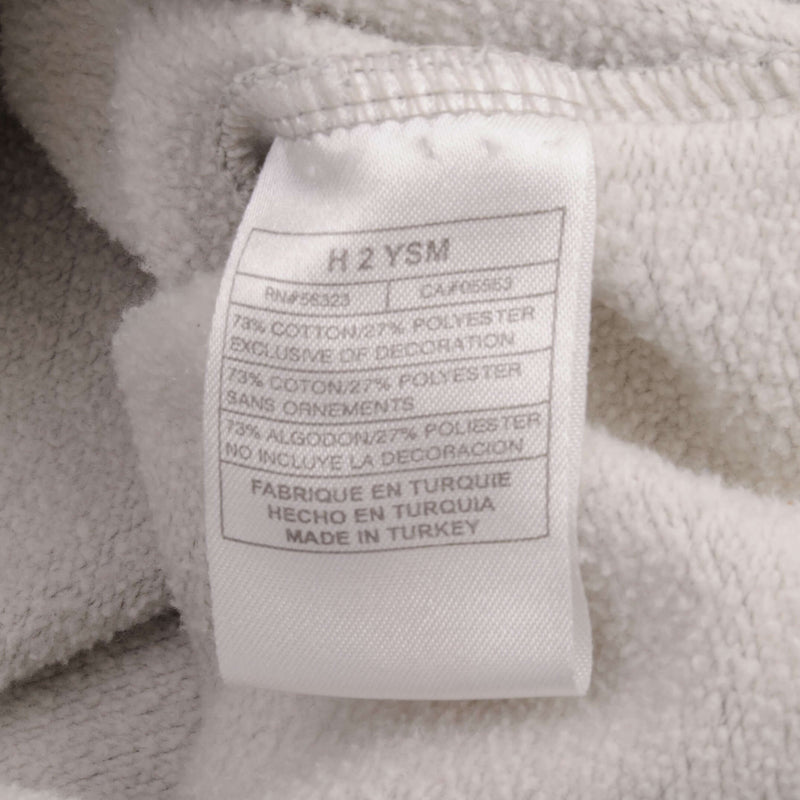 H 2 YSM
RN#56323 CA#05553
73% COTTON/27% POLYESTER
EXCLUSIVE OF DECORATION
73% COTON/27% POLYESTER
SANS ORNEMENTS
73% ALGODON/27% POLIESTER
NO INCLUYE LA DECORACION
FABRIQUE EN TURQUIE
HECHO EN TURQUIA
MADE IN TURKEY